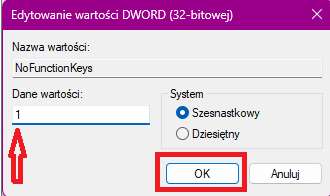 Edytowanie wartości DWORD (32-bitowej)
Nazwa wartości:
NoFunctionKeys
Dane wartości:
1
System
Szesnastkowy
Dziesiętny
OK
Anuluj